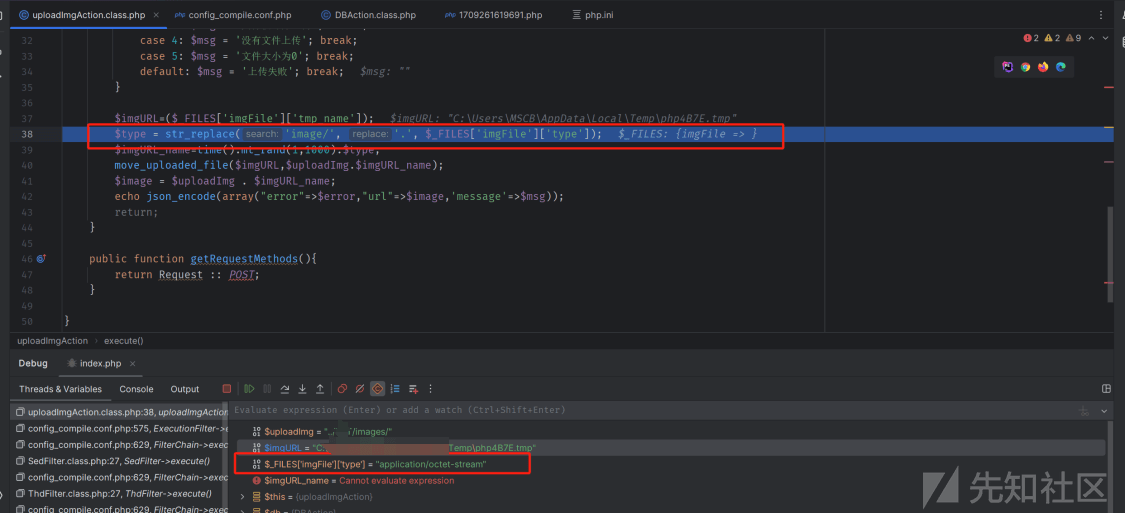 uploadImgAction.class.php ×
php config_compile.conf.php
DBAction.class.php
php 1709261619691.php
php.ini
32 case 4: $msg = '没有文件上传'; break;
33 case 5: $msg = '文件大小为0'; break;
34 default: $msg = '上传失败'; break; $msg: ""
35 }
36
37 $imgURL=($_FILES['imgFile']['tmp_name']); $imgURL: "C:\Users\MSCB\AppData\Local\Temp\php4B7E.tmp"
38 $type = str_replace( search: 'image/', replace: '.', $_FILES['imgFile']['type']); $_FILES: {imgFile => }
39 $imgURL_name=time().mt_rand(1,1000).$type;
40 move_uploaded_file($imgURL,$uploadImg.$imgURL_name);
41 $image = $uploadImg . $imgURL_name;
42 echo json_encode(array("error"=>$error,"url"=>$image,'message'=>$msg));
43 return;
44 }
45
46 public function getRequestMethods(){
47 return Request :: POST;
48 }
49
50 }
2 2 9
uploadImgAction › execute()
Debug index.php ×
Threads & Variables Console Output
Evaluate expression (Enter) or add a watch (Ctrl+Shift+Enter)
uploadImgAction.class.php:38, uploadImgAction
config_compile.conf.php:575, ExecutionFilter->e
config_compile.conf.php:629, FilterChain->exec
SedFilter.class.php:27, SedFilter->execute()
config_compile.conf.php:629, FilterChain->exec
ThdFilter.class.php:27, ThdFilter->execute()
config_compile.conf.php:629, FilterChain->exec
$uploadImg = "../ /images/"
$imgURL = "C: Temp\php4B7E.tmp"
$_FILES['imgFile']['type'] = "application/octet-stream"
$imgURL_name = Cannot evaluate expression
$this = {uploadImgAction}
$db = {DBAction}
先知社区